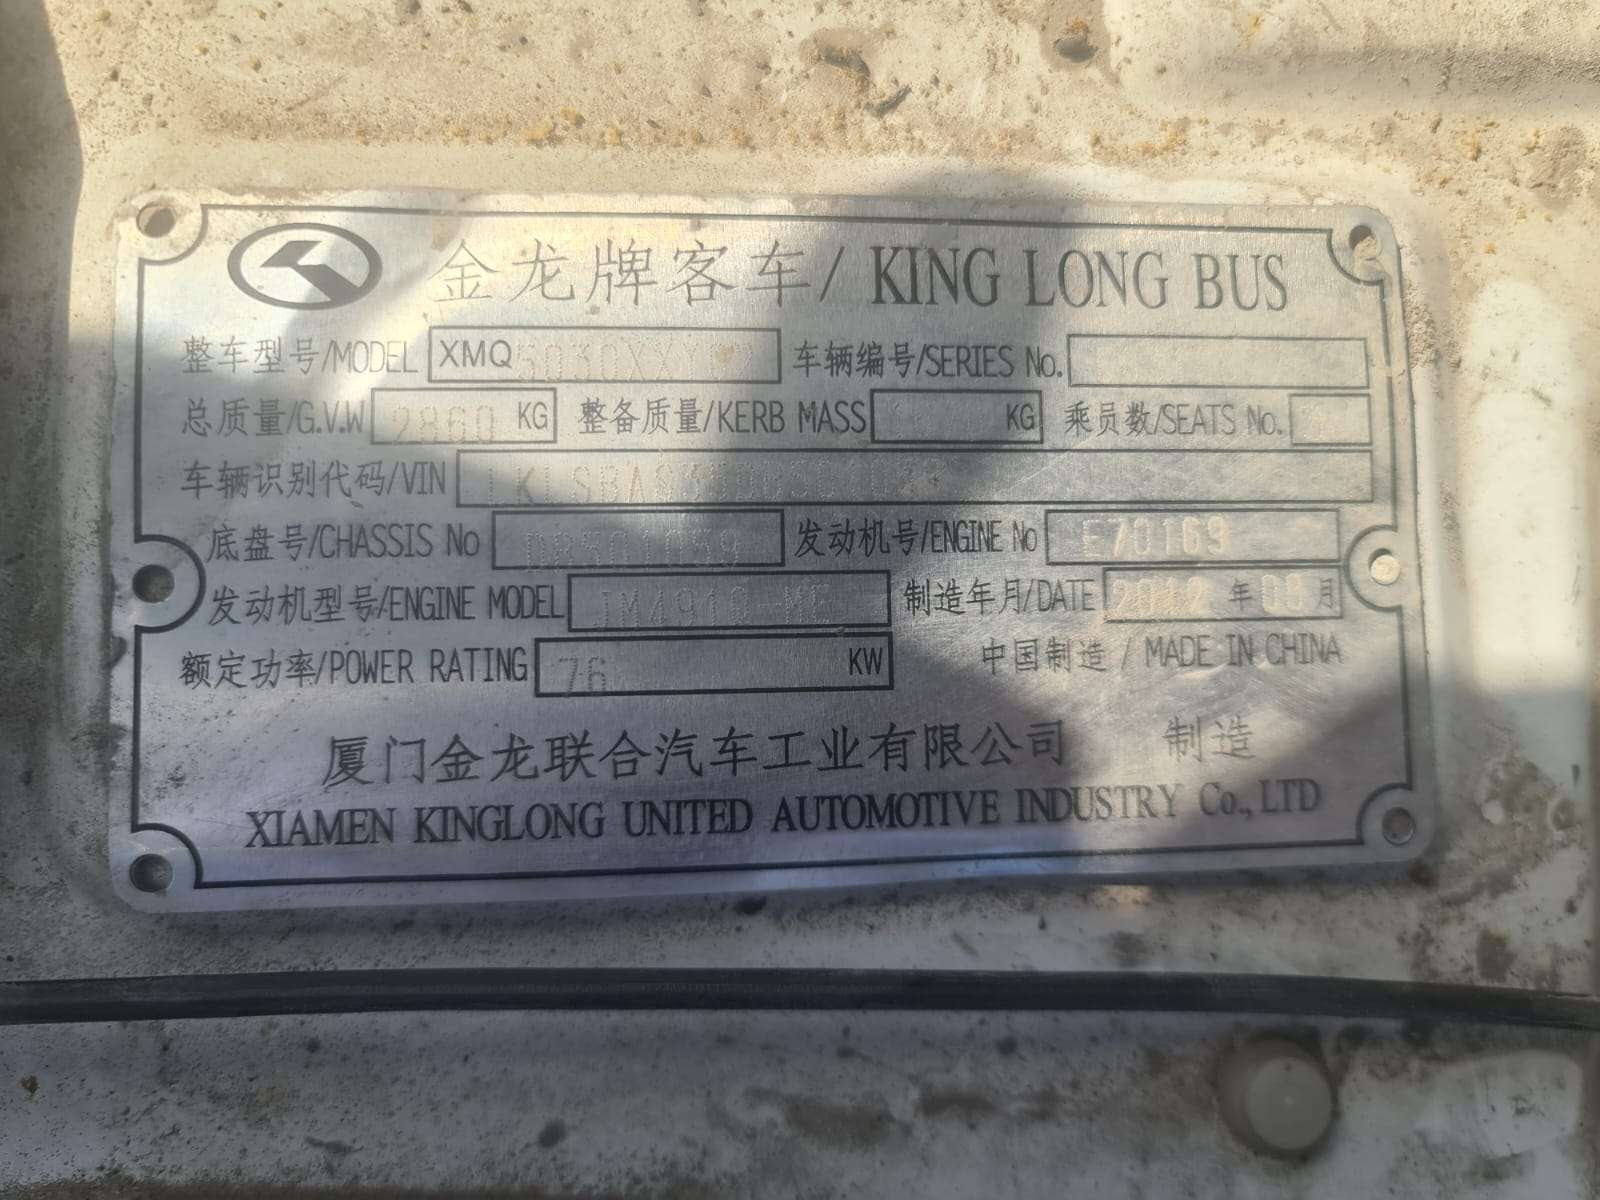 金龙牌客车/ KING LONG BUS
整车型号/MODEL XMQ 车辆编号/SERIES No.
总质量/G.V.W 2860 KG 整备质量/KERB MASS KG 乘员数/SEATS No.
车辆识别代码/VIN
底盘号/CHASSIS No 发动机号/ENGINE No E70169
发动机型号/ENGINE MODEL JM491Q-ME 制造年月/DATE 2012 年 月
额定功率/POWER RATING 76 KW 中国制造 / MADE IN CHINA
厦门金龙联合汽车工业有限公司 制造
XIAMEN KINGLONG UNITED AUTOMOTIVE INDUSTRY Co., LTD